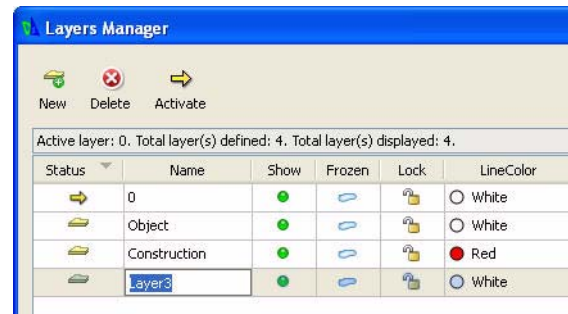 Layers Manager
New Delete Activate
Active layer: 0. Total layer(s) defined: 4. Total layer(s) displayed: 4.
Status Name Show Frozen Lock LineColor
0 White
Object White
Construction Red
Layer3 White